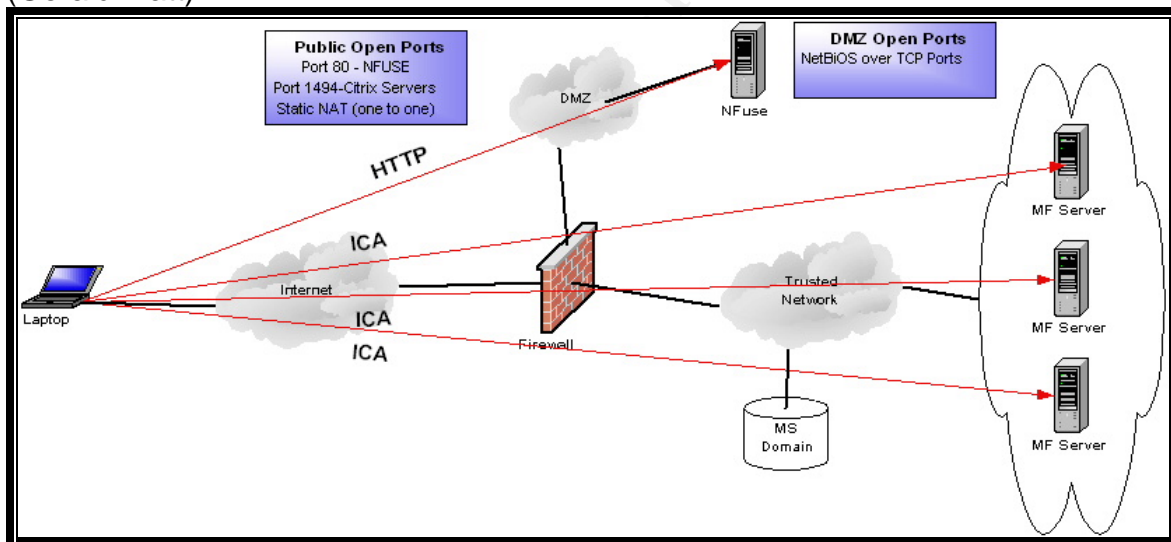 Public Open Ports
Port 80 - NFUSE
Port 1494-Citrix Servers
Static NAT (one to one)
DMZ Open Ports
NetBiOS over TCP Ports
DMZ
NFuse
HTTP
MF Server
ICA
Internet
Laptop
ICA
Firewall
Trusted
Network
MF Server
ICA
MS
Domain
MF Server